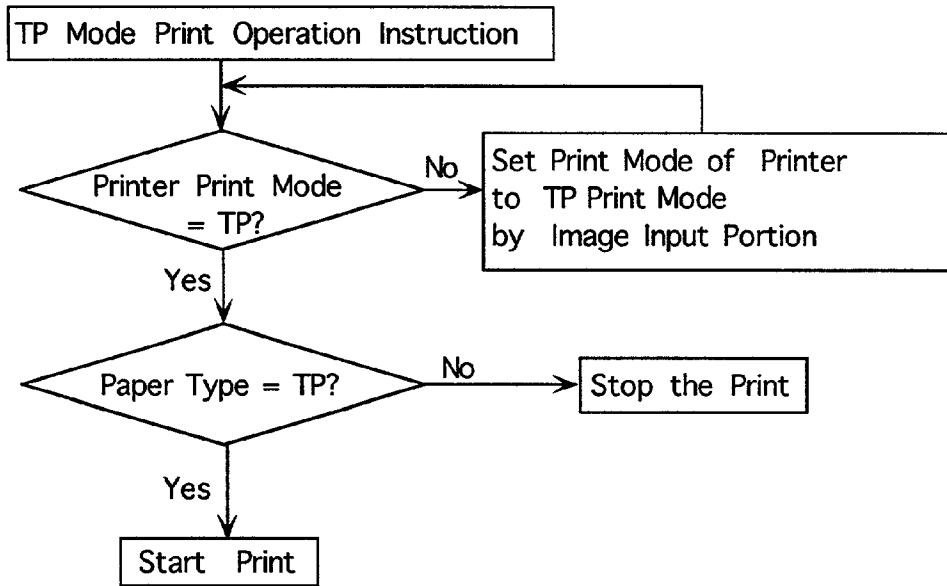 TP Mode Print Operation Instruction
Printer Print Mode
= TP?
No
Set Print Mode of Printer
to TP Print Mode
by Image Input Portion
Yes
Paper Type = TP?
No
Stop the Print
Yes
Start Print